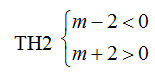 TH2 { m − 2 < 0
m + 2 > 0